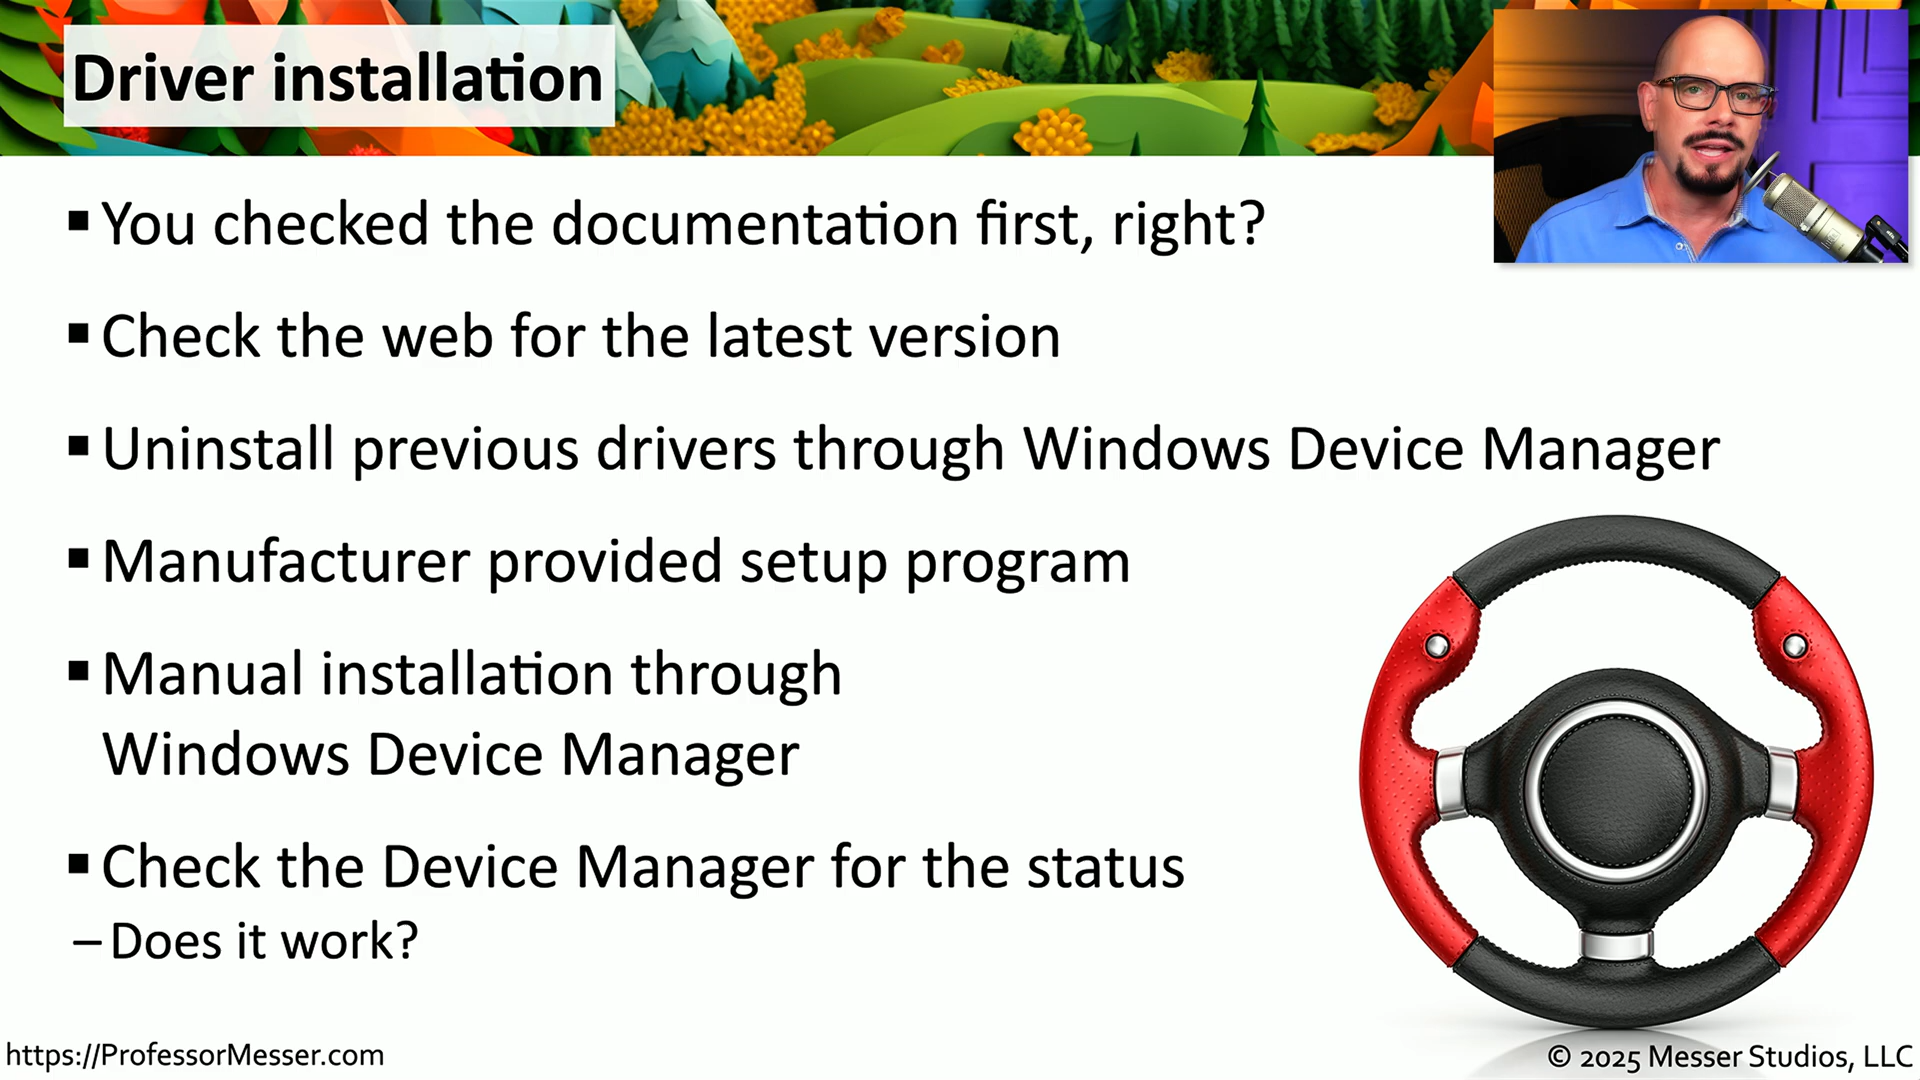 Driver installation
▪ You checked the documentation first, right?
▪ Check the web for the latest version
▪ Uninstall previous drivers through Windows Device Manager
▪ Manufacturer provided setup program
▪ Manual installation through
Windows Device Manager
▪ Check the Device Manager for the status
– Does it work?
https://ProfessorMesser.com
© 2025 Messer Studios, LLC